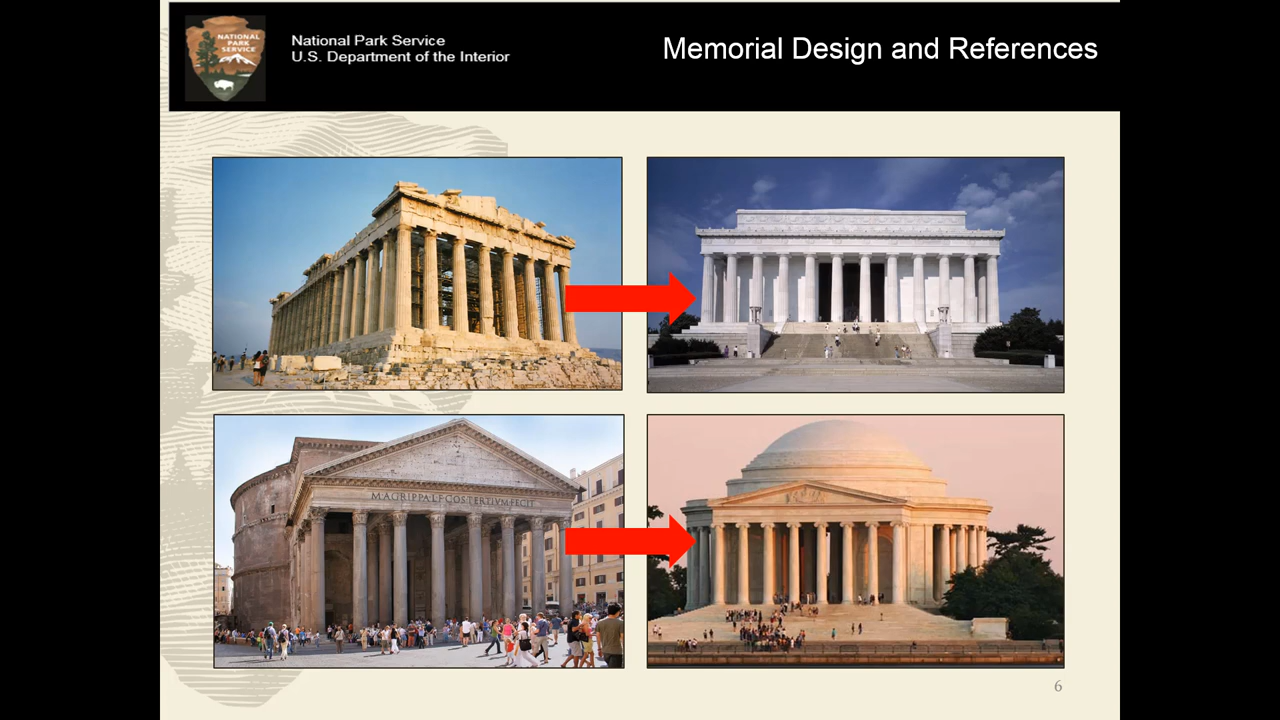 NATIONAL
PARK
SERVICE
National Park Service
U.S. Department of the Interior
Memorial Design and References
M·AGRIPPA·L·F·COS·TERTIVM·FECIT
6